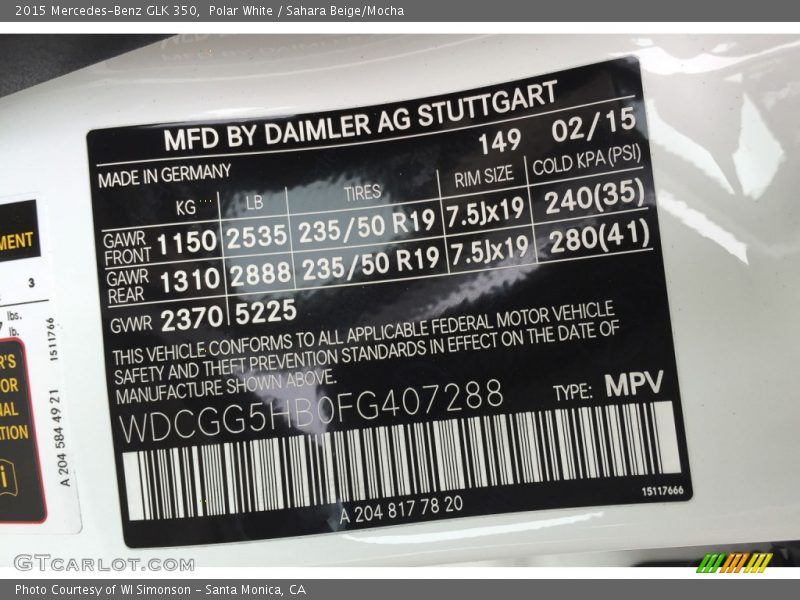 2015 Mercedes-Benz GLK 350,  Polar White / Sahara Beige/Mocha
MFD BY DAIMLER AG STUTTGART
149 02/15
MADE IN GERMANY
KG LB TIRES RIM SIZE COLD KPA (PSI)
GAWR FRONT 1150 2535 235/50 R19 7.5Jx19 240(35)
GAWR REAR 1310 2888 235/50 R19 7.5Jx19 280(41)
GVWR 2370 5225
THIS VEHICLE CONFORMS TO ALL APPLICABLE FEDERAL MOTOR VEHICLE
SAFETY AND THEFT PREVENTION STANDARDS IN EFFECT ON THE DATE OF
MANUFACTURE SHOWN ABOVE.
WDCGG5HB0FG407288 TYPE: MPV
A 204 817 78 20
15117666
3
lbs.
lb.
1511766
A 204 584 49 21
GTcarlot.com
Photo Courtesy of WI Simonson - Santa Monica, CA